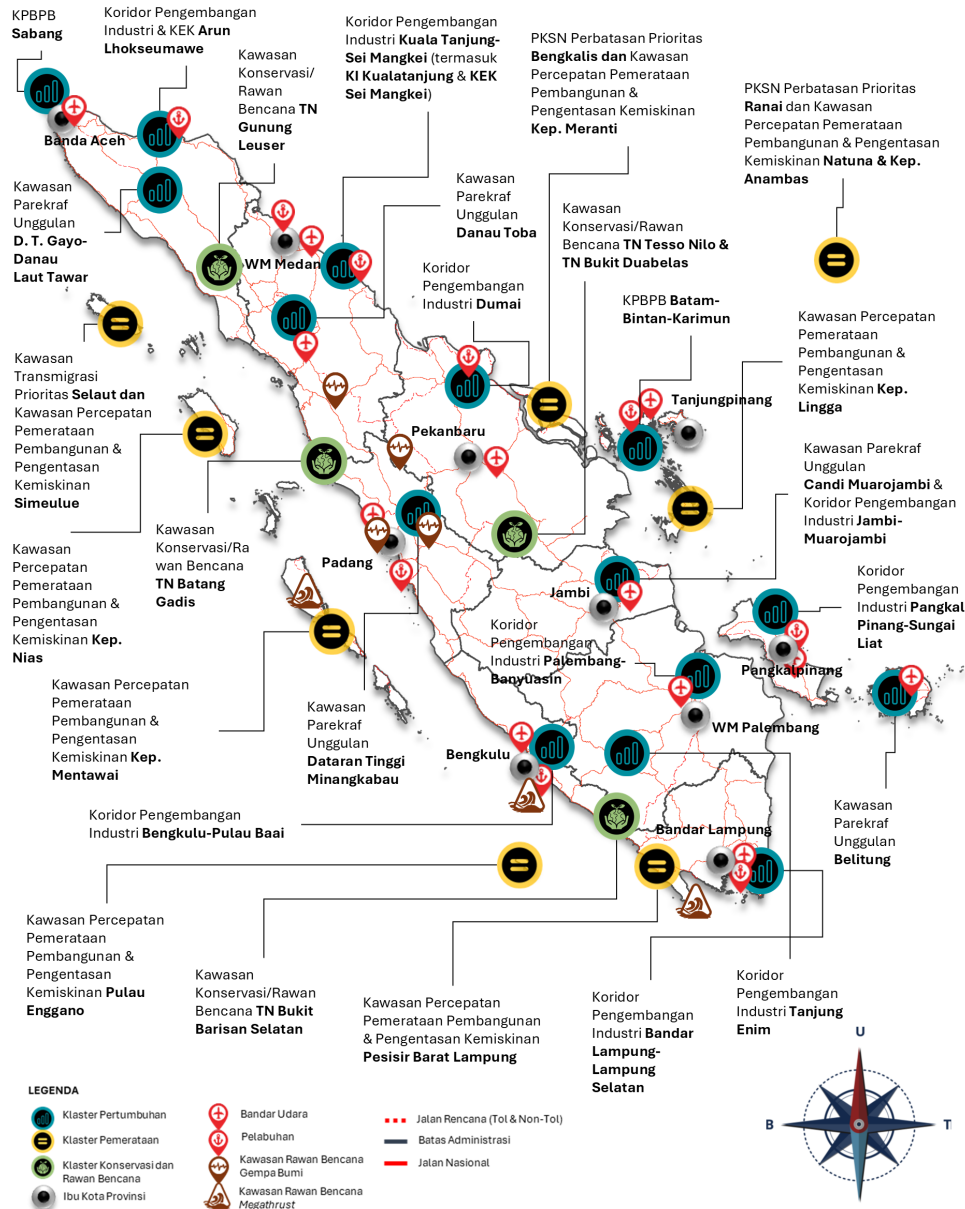 KPBPB
Sabang
Koridor Pengembangan
Industri & KEK Arun
Lhokseumawe
Kawasan
Konservasi/
Rawan
Bencana TN
Gunung
Leuser
Koridor Pengembangan
Industri Kuala Tanjung-
Sei Mangkei (termasuk
KI Kualatanjung & KEK
Sei Mangkei)
PKSN Perbatasan Prioritas
Bengkalis dan Kawasan
Percepatan Pemerataan
Pembangunan &
Pengentasan Kemiskinan
Kep. Meranti
PKSN Perbatasan Prioritas
Ranai dan Kawasan
Percepatan Pemerataan
Pembangunan & Pengentasan
Kemiskinan Natuna & Kep.
Anambas
Banda Aceh
Kawasan
Parekraf
Unggulan
D. T. Gayo-
Danau
Laut Tawar
Kawasan
Parekraf
Unggulan
Danau Toba
Kawasan
Konservasi/Rawan
Bencana TN Tesso Nilo &
TN Bukit Duabelas
WM Medan
Koridor
Pengembangan
Industri Dumai
KPBPB Batam-
Bintan-Karimun
Kawasan Percepatan
Pemerataan
Pembangunan &
Pengentasan
Kemiskinan Kep.
Lingga
Kawasan
Transmigrasi
Prioritas Selaut dan
Kawasan Percepatan
Pemerataan
Pembangunan &
Pengentasan
Kemiskinan
Simeulue
Tanjungpinang
Pekanbaru
Kawasan Parekraf
Unggulan
Candi Muarojambi &
Koridor Pengembangan
Industri Jambi-
Muarojambi
Kawasan
Percepatan
Pemerataan
Pembangunan &
Pengentasan
Kemiskinan Kep.
Nias
Kawasan
Konservasi/Ra
wan Bencana
TN Batang
Gadis
Padang
Jambi
Koridor
Pengembangan
Industri Pangkal
Pinang-Sungai
Liat
Koridor
Pengembangan
Industri Palembang-
Banyuasin
Pangkalpinang
Kawasan Percepatan
Pemerataan
Pembangunan &
Pengentasan
Kemiskinan Kep.
Mentawai
Kawasan
Parekraf
Unggulan
Dataran Tinggi
Minangkabau
WM Palembang
Bengkulu
Koridor Pengembangan
Industri Bengkulu-Pulau Baai
Bandar Lampung
Kawasan
Parekraf
Unggulan
Belitung
Kawasan Percepatan
Pemerataan
Pembangunan &
Pengentasan
Kemiskinan Pulau
Enggano
Kawasan
Konservasi/Rawan
Bencana TN Bukit
Barisan Selatan
Kawasan Percepatan
Pemerataan Pembangunan
& Pengentasan Kemiskinan
Pesisir Barat Lampung
Koridor
Pengembangan
Industri Bandar
Lampung-
Lampung
Selatan
Koridor
Pengembangan
Industri Tanjung
Enim
U
B
T
LEGENDA
Klaster Pertumbuhan
Klaster Pemerataan
Klaster Konservasi dan
Rawan Bencana
Ibu Kota Provinsi
Bandar Udara
Pelabuhan
Kawasan Rawan Bencana
Gempa Bumi
Kawasan Rawan Bencana
Megathrust
Jalan Rencana (Tol & Non-Tol)
Batas Administrasi
Jalan Nasional